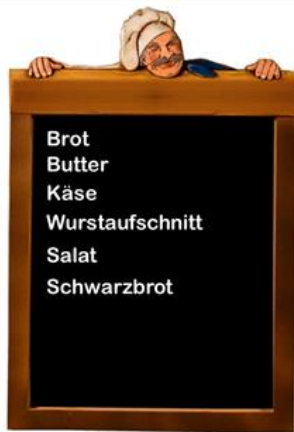 Brot
Butter
Käse
Wurstaufschnitt
Salat
Schwarzbrot